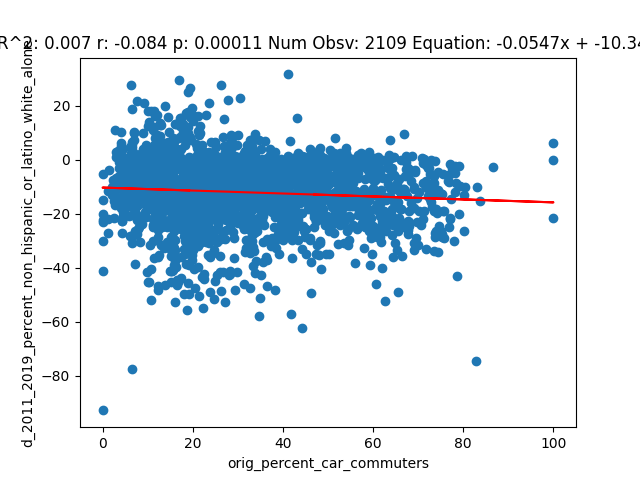 R^2: 0.007 r: -0.084 p: 0.00011 Num Obsv: 2109 Equation: -0.0547x + -10.34
d_2011_2019_percent_non_hispanic_or_latino_white_alone
20
0
−20
−40
−60
−80
0 20 40 60 80 100
orig_percent_car_commuters